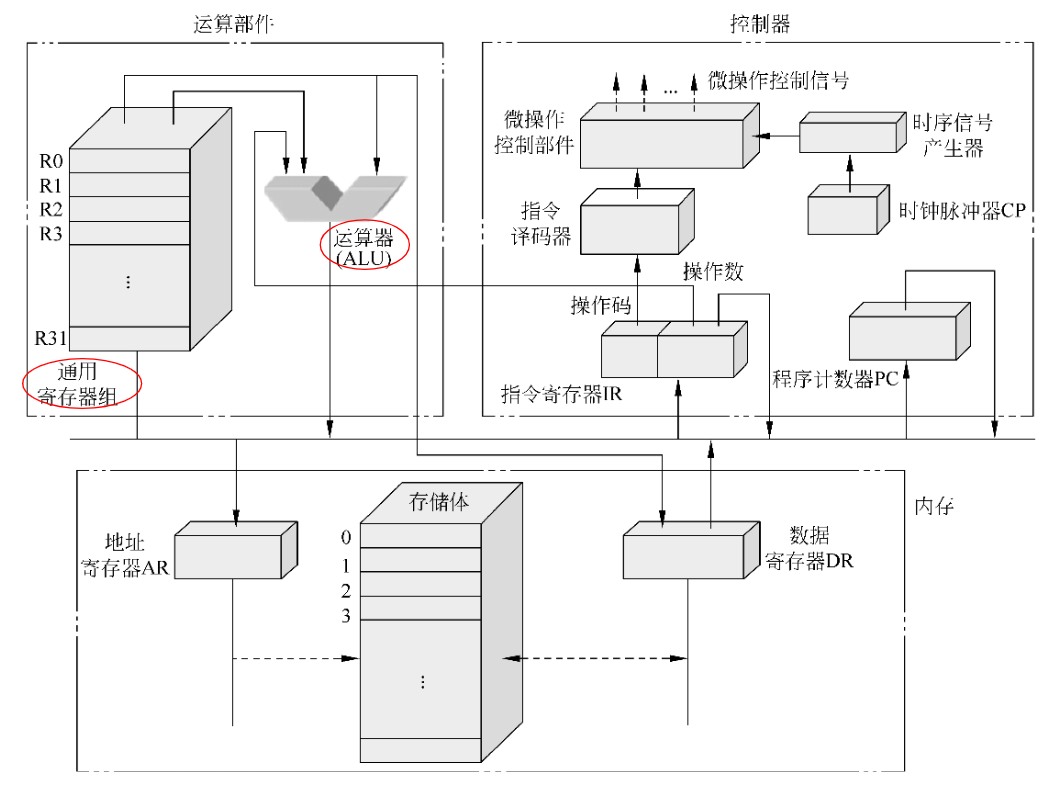 运算部件
控制器
R0
R1
R2
R3
...
R31
通用
寄存器组
运算器
(ALU)
...
微操作控制信号
微操作
控制部件
时序信号
产生器
指令
译码器
时钟脉冲器CP
操作码
操作数
指令寄存器IR
程序计数器PC
内存
地址
寄存器AR
存储体
0
1
2
3
...
数据
寄存器DR